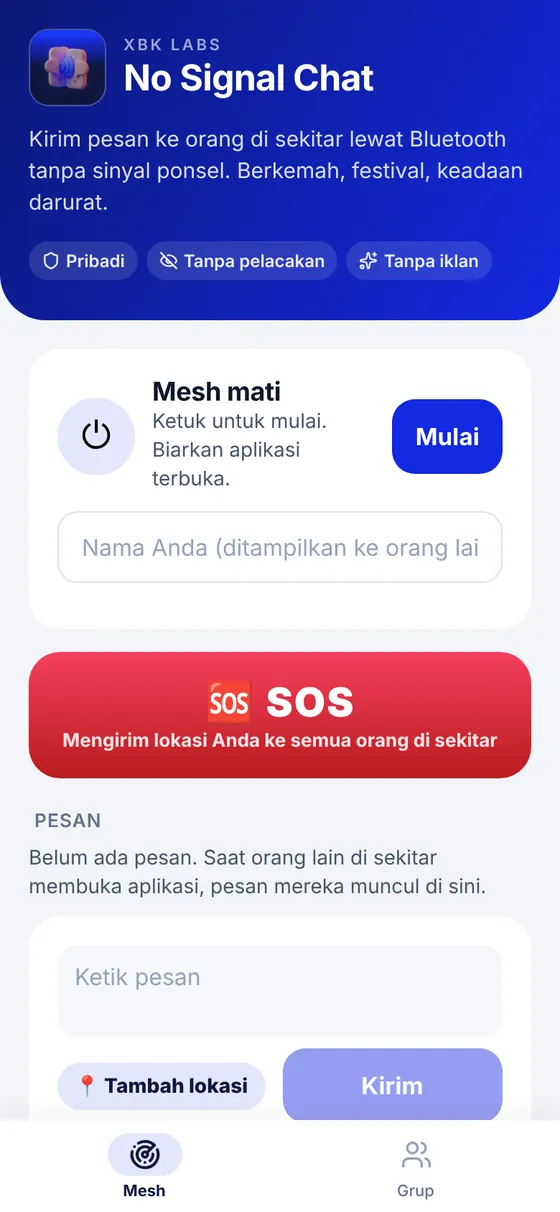 XBK LABS
No Signal Chat
Kirim pesan ke orang di sekitar lewat Bluetooth
tanpa sinyal ponsel. Berkemah, festival, keadaan
darurat.
Pribadi
Tanpa pelacakan
Tanpa iklan
Mesh mati
Ketuk untuk mulai.
Biarkan aplikasi
terbuka.
Mulai
Nama Anda (ditampilkan ke orang lai
🆘 SOS
Mengirim lokasi Anda ke semua orang di sekitar
PESAN
Belum ada pesan. Saat orang lain di sekitar
membuka aplikasi, pesan mereka muncul di sini.
Ketik pesan
📍 Tambah lokasi
Kirim
Mesh
Grup